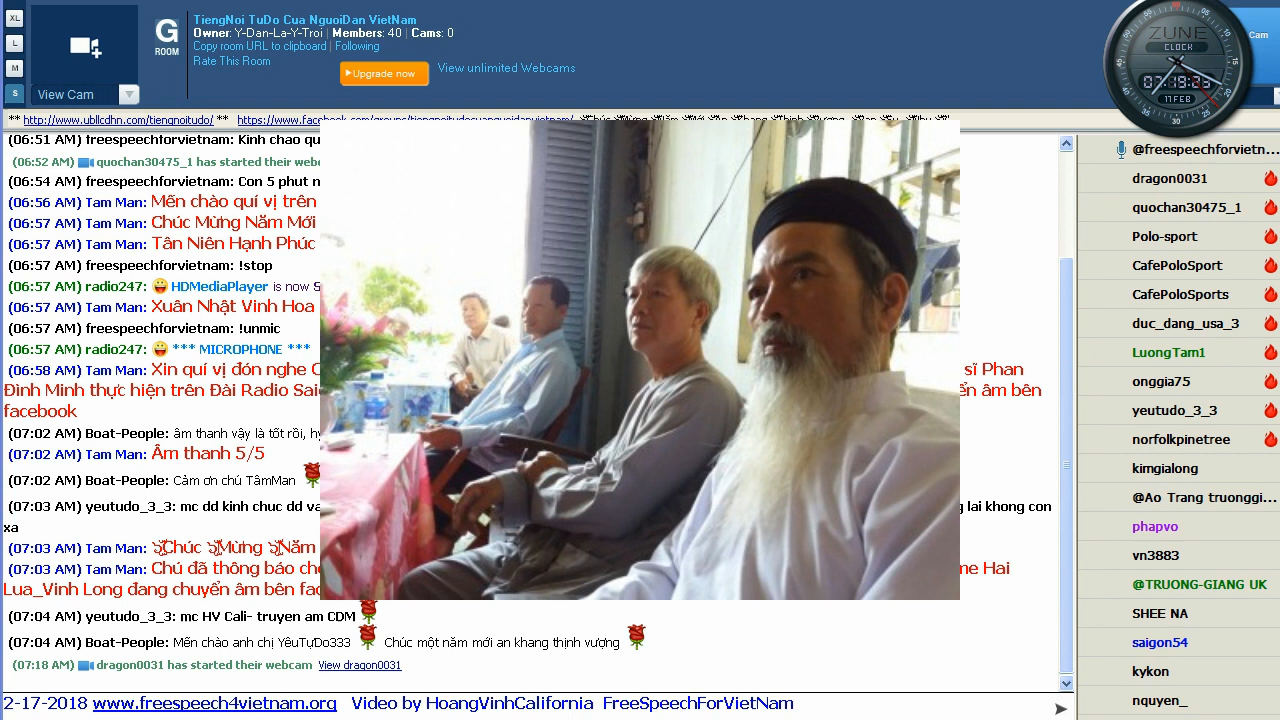 XL
L
M
S
View Cam
G
ROOM
TiengNoi TuDo Cua NguoiDan VietNam
Owner: Y-Dan-La-Y-Troi | Members: 40 | Cams: 0
Copy room URL to clipboard | Following
Rate This Room
Upgrade now
View unlimited Webcams
Cam
ZUNE
CLOCK
11 FEB
** http://www.ubllcdhn.com/tiengnoitudo/ **
(06:51 AM) freespeechforvietnam: Kinh chao qu
(06:52 AM) quochan30475_1 has started their webc
(06:54 AM) freespeechforvietnam: Con 5 phut n
(06:56 AM) Tam Man: Mến chào quí vị trên
(06:57 AM) Tam Man: Chúc Mừng Năm Mới
(06:57 AM) Tam Man: Tân Niên Hạnh Phúc
(06:57 AM) freespeechforvietnam: !stop
(06:57 AM) radio247: HDMediaPlayer is now S
(06:57 AM) Tam Man: Xuân Nhật Vinh Hoa
(06:57 AM) freespeechforvietnam: !unmic
(06:57 AM) radio247: *** MICROPHONE ***
(06:58 AM) Tam Man: Xin quí vị đón nghe C sĩ Phan
Đình Minh thực hiện trên Đài Radio Sai ển âm bên
facebook
(07:02 AM) Boat-People: âm thanh vậy là tốt rồi, hy
(07:02 AM) Tam Man: Âm thanh 5/5
(07:02 AM) Boat-People: Cảm ơn chú TâmMan
(07:03 AM) yeutudo_3_3: mc dd kinh chuc dd va g lai khong con
xa
(07:03 AM) Tam Man: Chúc Mừng Năm
(07:03 AM) Tam Man: Chú đã thông báo ch me Hai
Lua_Vinh Long đang chuyển âm bên fac
(07:04 AM) yeutudo_3_3: mc HV Cali- truyen am CDM
(07:04 AM) Boat-People: Mến chào anh chị YêuTựDo333 Chúc một năm mới an khang thịnh vượng
(07:18 AM) dragon0031 has started their webcam View dragon0031
2-17-2018 www.freespeech4vietnam.org Video by HoangVinhCalifornia FreeSpeechForVietNam
@freespeechforvietn...
dragon0031
quochan30475_1
Polo-sport
CafePoloSport
CafePoloSports
duc_dang_usa_3
LuongTam1
onggia75
yeutudo_3_3
norfolkpinetree
kimgialong
@Ao Trang truonggi...
phapvo
vn3883
@TRUONG-GIANG UK
SHEE NA
saigon54
kykon
nguyen_